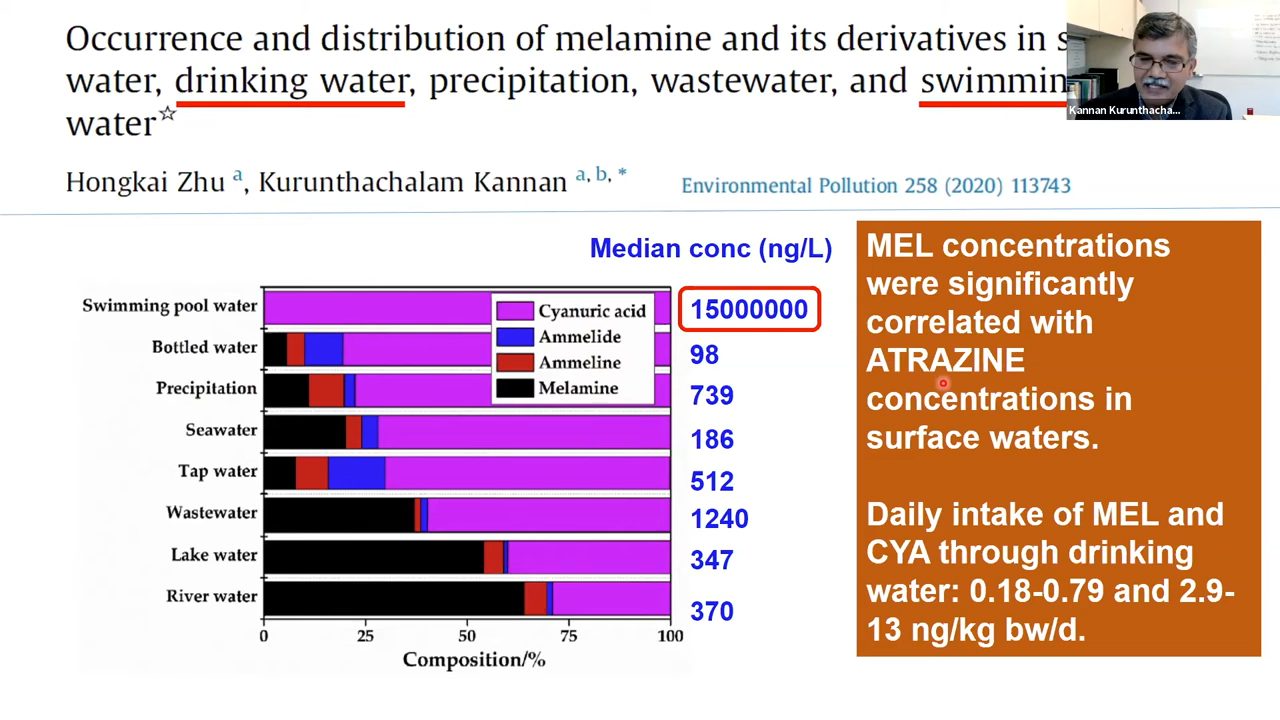 Occurrence and distribution of melamine and its derivatives in s
water, drinking water, precipitation, wastewater, and swimmin
water☆
Kannan Kurunthacha...
Hongkai Zhu a, Kurunthachalam Kannan a, b, *
Environmental Pollution 258 (2020) 113743
Median conc (ng/L)
Swimming pool water
15000000
Bottled water
98
Precipitation
739
Seawater
186
Tap water
512
Wastewater
1240
Lake water
347
River water
370
Cyanuric acid
Ammelide
Ammeline
Melamine
0 25 50 75 100
Composition/%
MEL concentrations
were significantly
correlated with
ATRAZINE
concentrations in
surface waters.
Daily intake of MEL and
CYA through drinking
water: 0.18-0.79 and 2.9-
13 ng/kg bw/d.